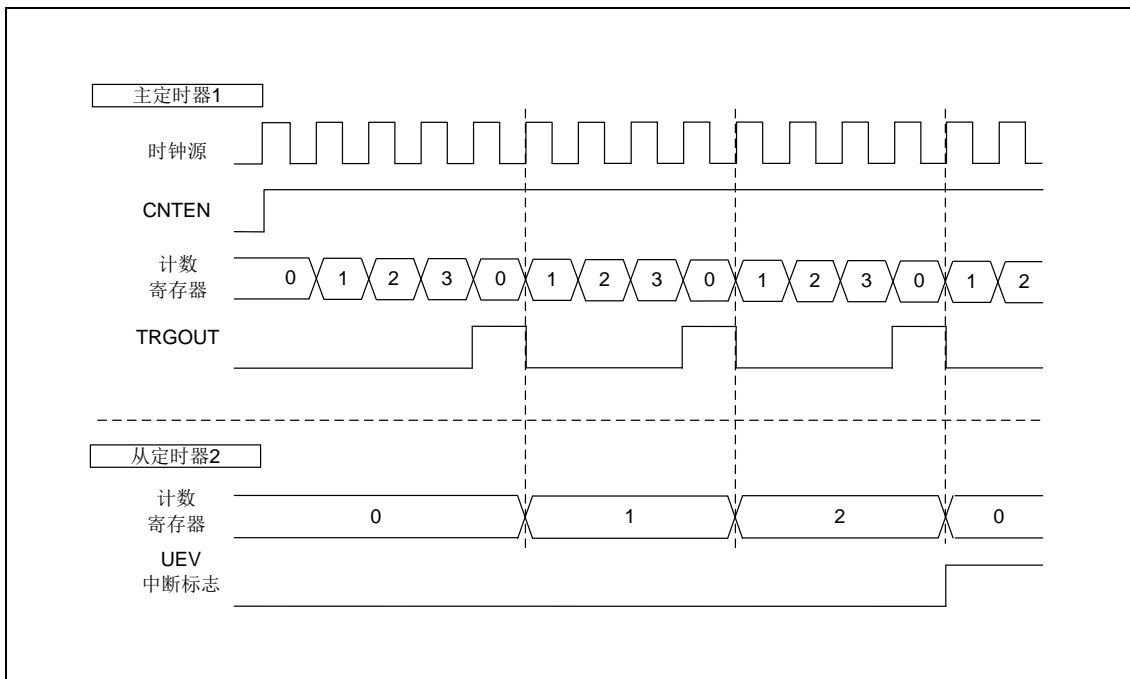 主定时器1
时钟源
CNTEN
计数
寄存器
0 1 2 3 0 1 2 3 0 1 2 3 0 1 2
TRGOUT
从定时器2
计数
寄存器
0 1 2 0
UEV
中断标志